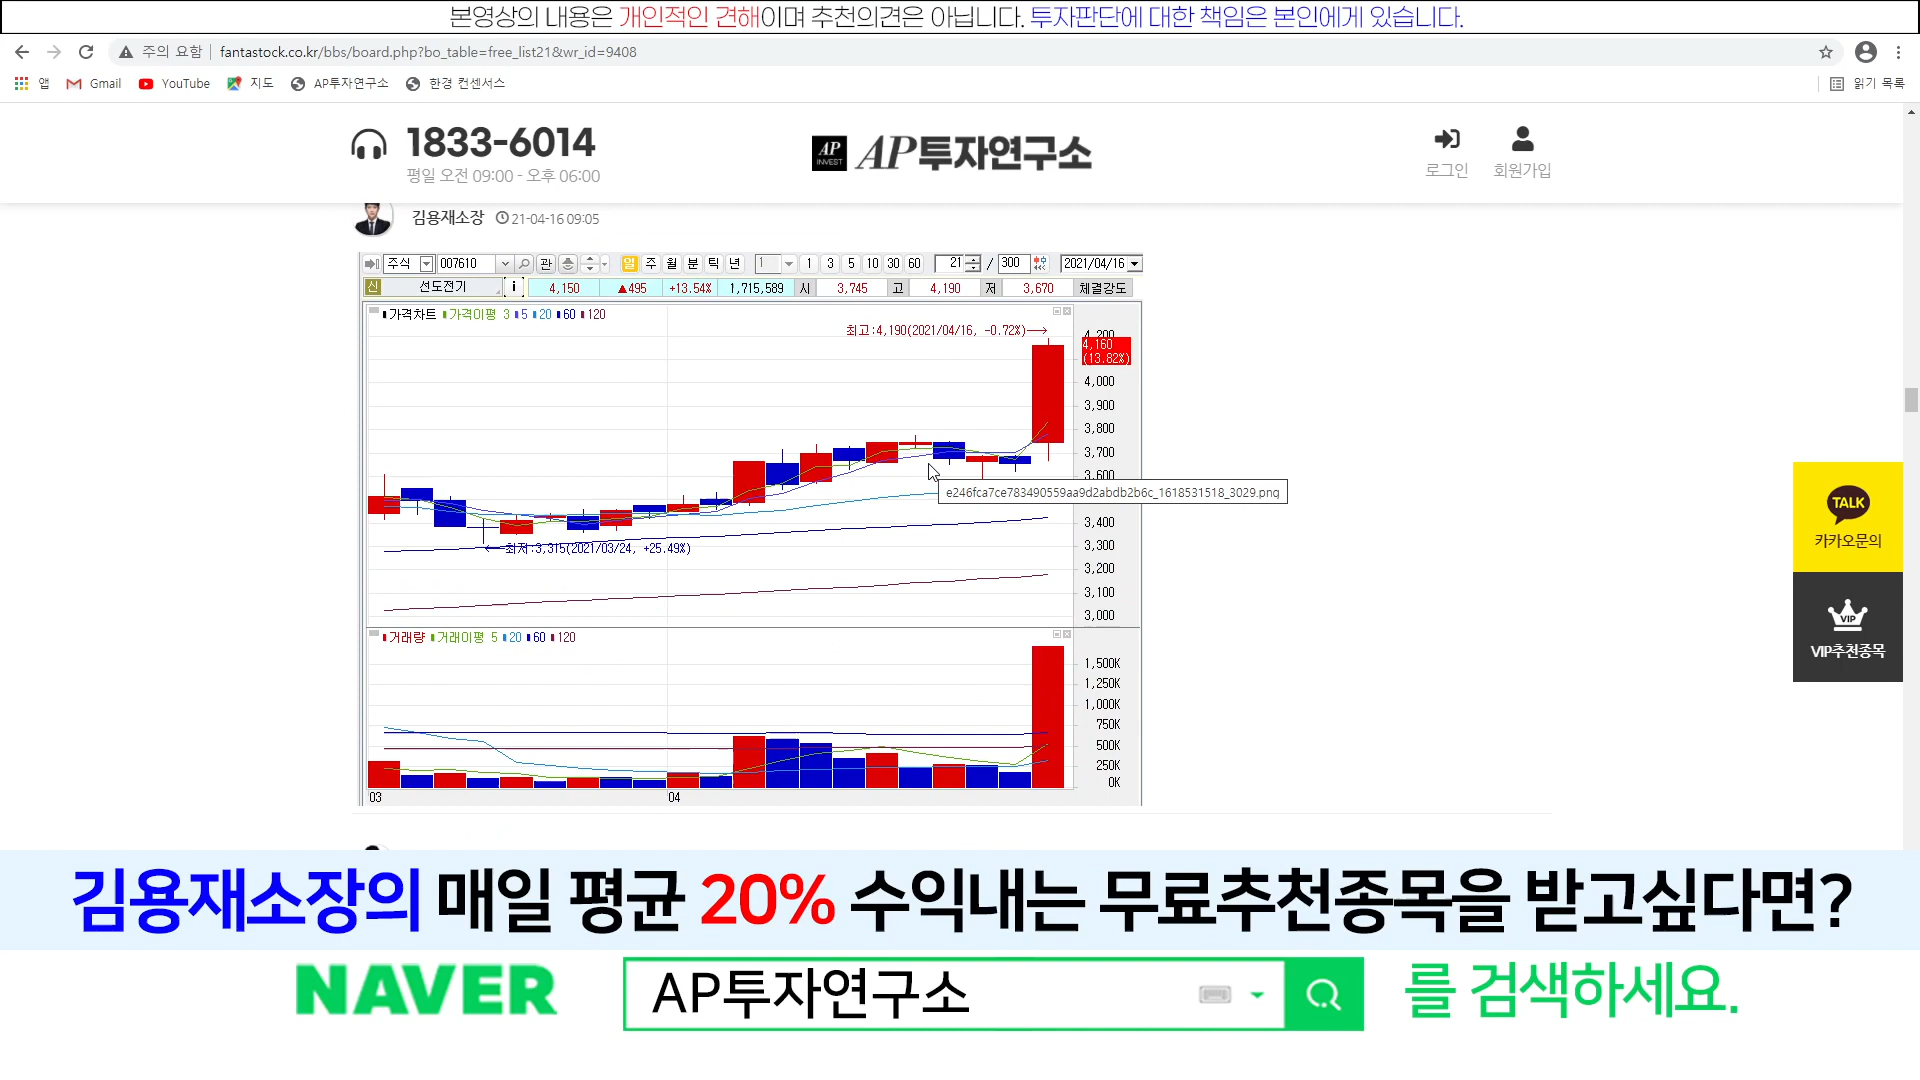 본영상의 내용은 개인적인 견해이며 추천의견은 아닙니다. 투자판단에 대한 책임은 본인에게 있습니다.
주의 요함 | fantastock.co.kr/bbs/board.php?bo_table=free_list21&wr_id=9408
앱 Gmail YouTube 지도 AP투자연구소 한경 컨센서스 읽기 목록
1833-6014
평일 오전 09:00 - 오후 06:00
AP INVEST AP투자연구소
로그인 회원가입
김용재소장 21-04-16 09:05
주식 007610 관 일 주 월 분 틱 년 1 1 3 5 10 30 60 21 / 300 2021/04/16
신 선도전기 i 4,150 ▲495 +13.54% 1,715,589 시 3,745 고 4,190 저 3,670 체결강도
가격차트 가격이평 3 5 20 60 120
최고:4,190(2021/04/16, -0.72%)
4,200
4,160
(13.82%)
4,000
3,900
3,800
3,700
3,600
e246fca7ce783490559aa9d2abdb2b6c_1618531518_3029.png
3,400
3,300
최저:3,315(2021/03/24, +25.49%)
3,200
3,100
3,000
거래량 거래이평 5 20 60 120
1,500K
1,250K
1,000K
750K
500K
250K
0K
03 04
TALK
카카오문의
VIP
VIP추천종목
김용재소장의 매일 평균 20% 수익내는 무료추천종목을 받고싶다면?
NAVER AP투자연구소 를 검색하세요.